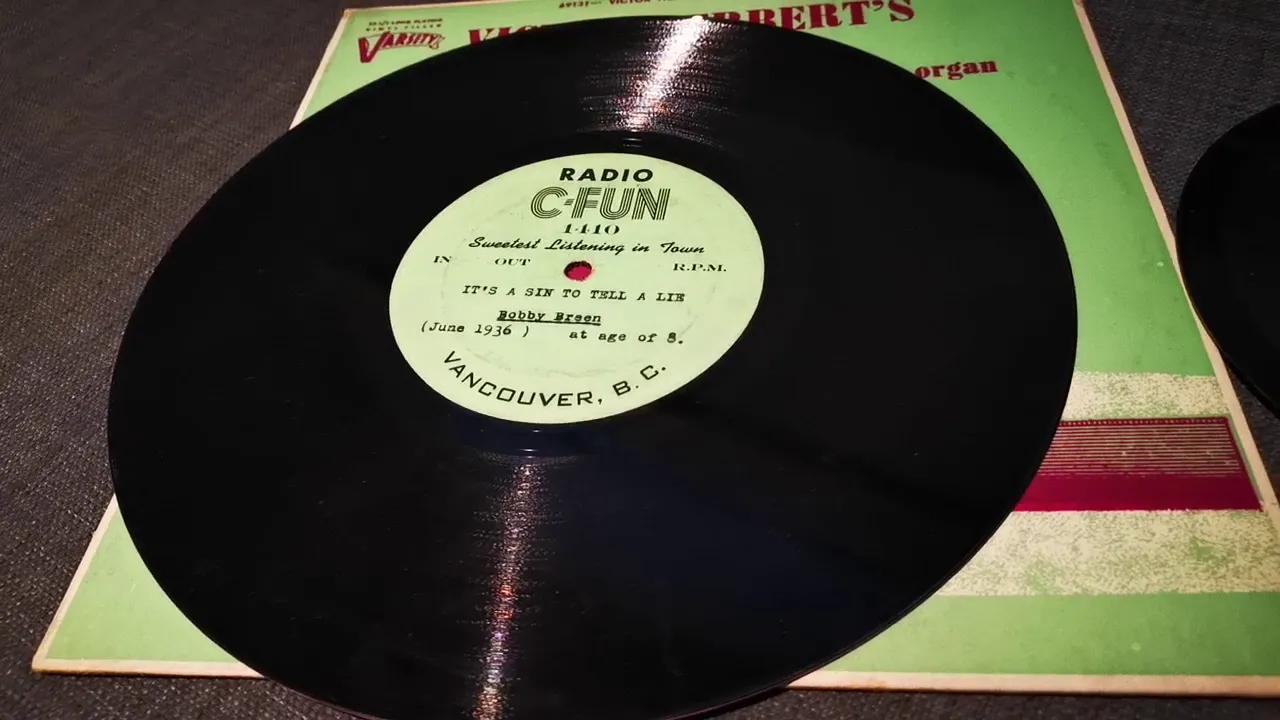 VARSITY
HERBERT'S
organ
RADIO
C-FUN
1410
Sweetest Listening in Town
IN OUT R.P.M.
IT'S A SIN TO TELL A LIE
Bobby Breen
(June 1936 ) at age of 8.
VANCOUVER, B. C.